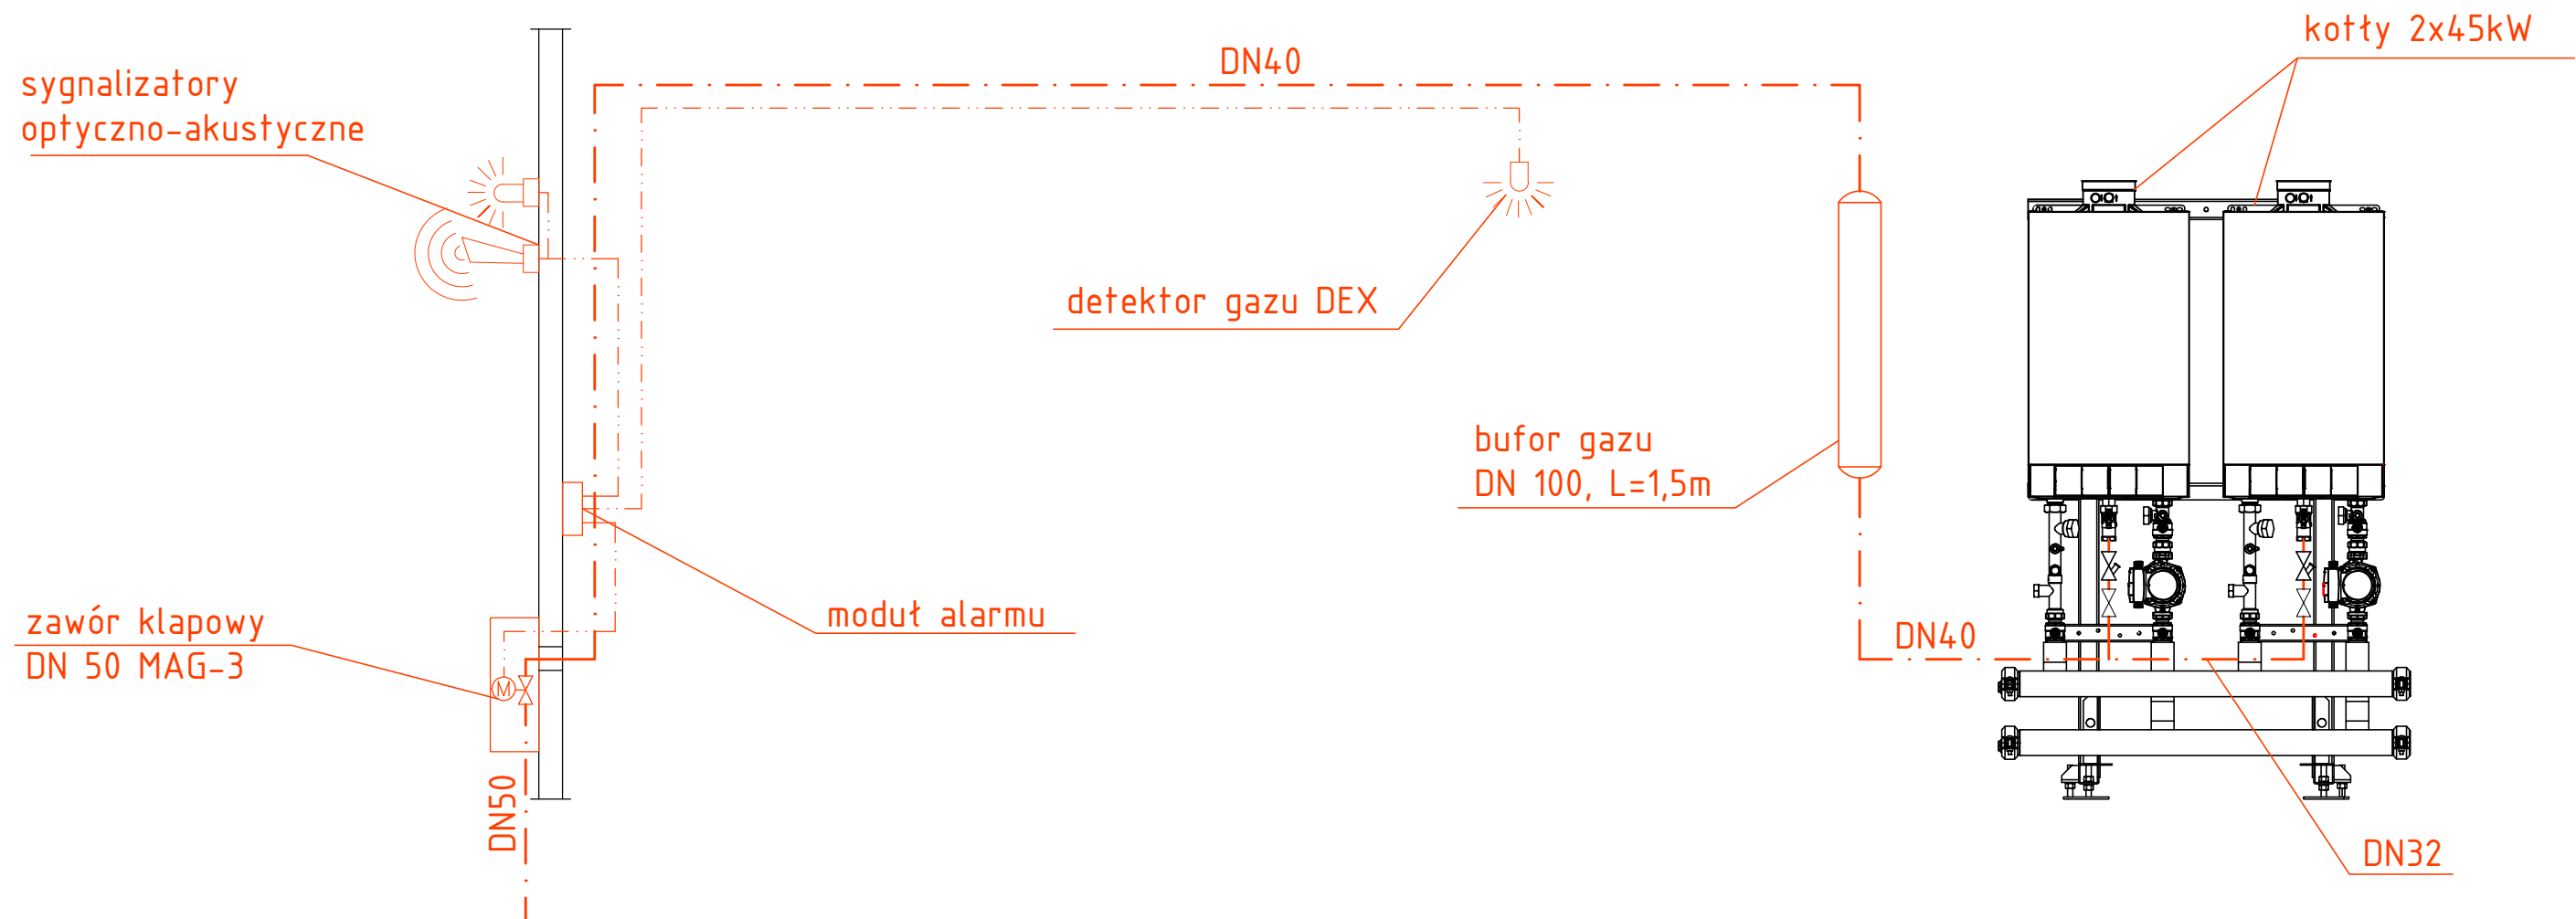 kotły 2x45kW
DN40
sygnalizatory
optyczno-akustyczne
detektor gazu DEX
bufor gazu
DN 100, L=1,5m
zawór klapowy
DN 50 MAG-3
moduł alarmu
DN40
M
DN50
DN32